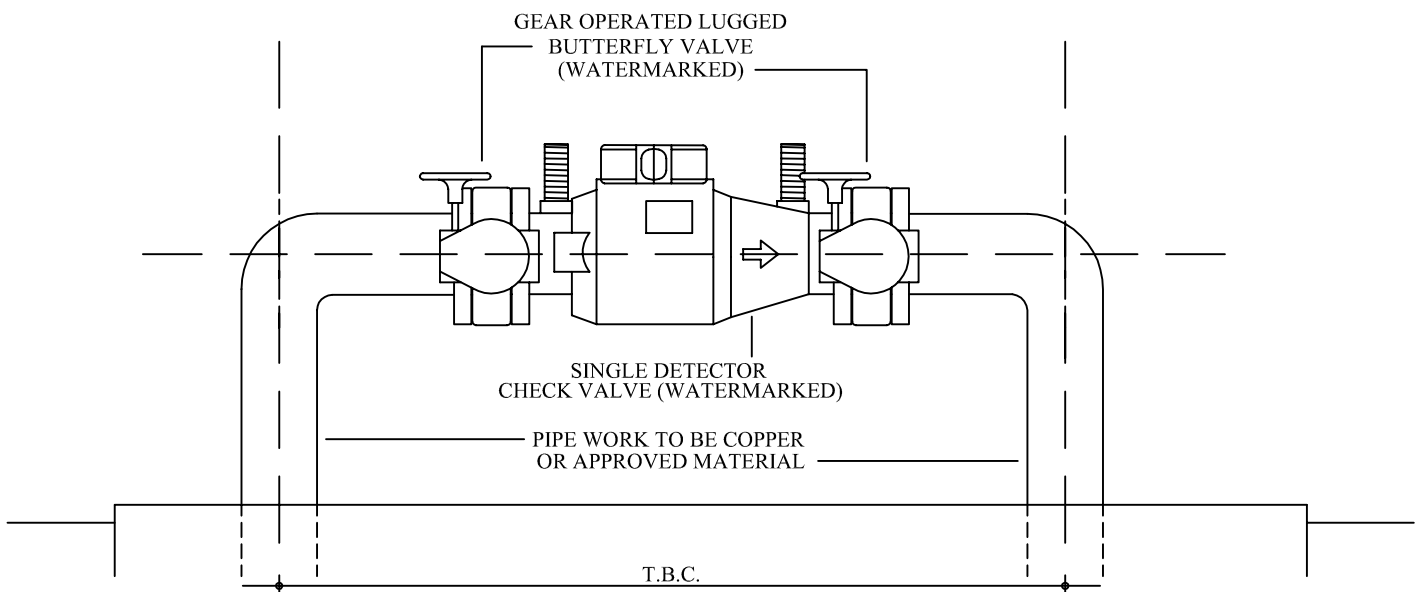 GEAR OPERATED LUGGED
BUTTERFLY VALVE
(WATERMARKED)
SINGLE DETECTOR
CHECK VALVE (WATERMARKED)
PIPE WORK TO BE COPPER
OR APPROVED MATERIAL
T.B.C.